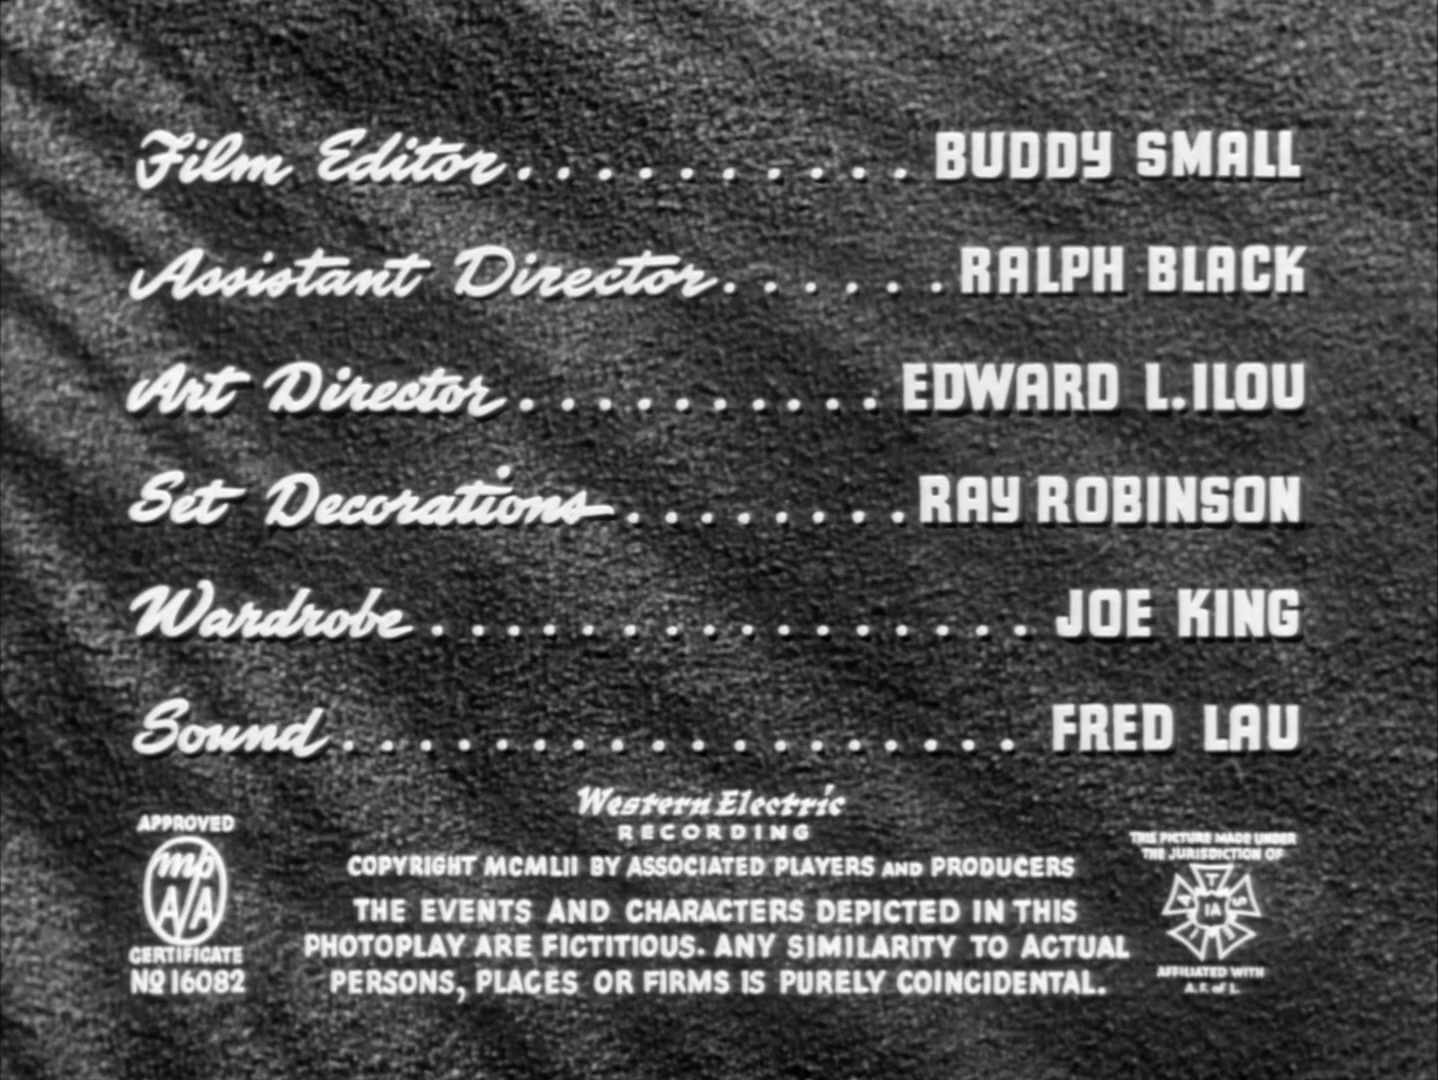 Film Editor . . . . . . . . . . . BUDDY SMALL
Assistant Director . . . . . . RALPH BLACK
Art Director . . . . . . . . . . EDWARD L. ILOU
Set Decorations . . . . . . . . RAY ROBINSON
Wardrobe . . . . . . . . . . . . . . . . JOE KING
Sound . . . . . . . . . . . . . . . . . . FRED LAU
Western Electric
RECORDING
APPROVED
mp
AA
CERTIFICATE
No 16082
COPYRIGHT MCMLII BY ASSOCIATED PLAYERS AND PRODUCERS
THE EVENTS AND CHARACTERS DEPICTED IN THIS
PHOTOPLAY ARE FICTITIOUS. ANY SIMILARITY TO ACTUAL
PERSONS, PLACES OR FIRMS IS PURELY COINCIDENTAL.
THIS PICTURE MADE UNDER
THE JURISDICTION OF
IA
T
S
E
AFFILIATED WITH
A.F. of L.